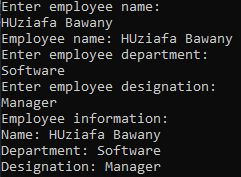 Enter employee name:
HUziafa Bawany
Employee name: HUziafa Bawany
Enter employee department:
Software
Enter employee designation:
Manager
Employee information:
Name: HUziafa Bawany
Department: Software
Designation: Manager